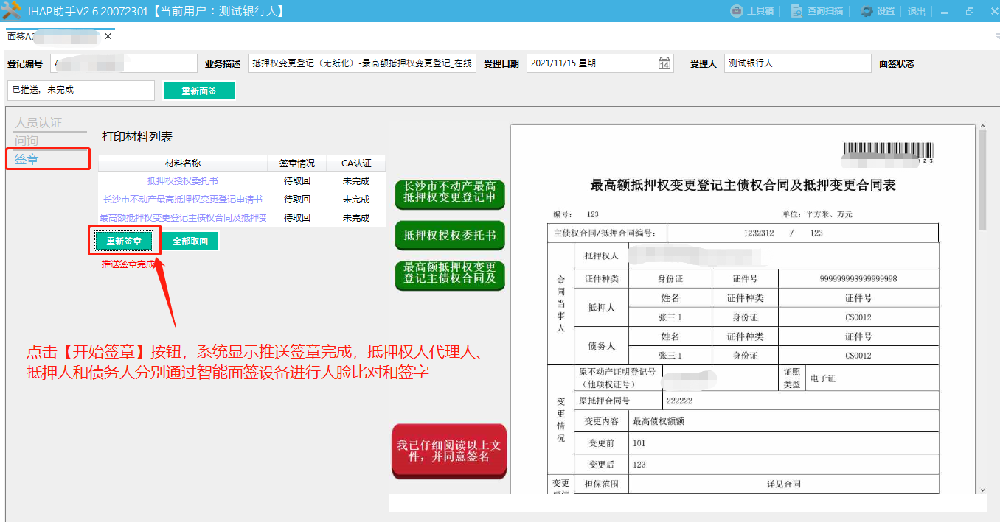 IHAP助手V2.6.20072301【当前用户：测试银行人】
工具箱 查询扫描 设置 退出
面签A2
登记编号 A 业务描述 抵押权变更登记（无纸化）-最高额抵押权变更登记_在线 受理日期 2021/11/15 星期一 14 受理人 测试银行人 面签状态
已推送，未完成 重新面签
人员认证
问询
签章
打印材料列表
材料名称 签章情况 CA认证
抵押权授权委托书 待取回 未完成
长沙市不动产最高抵押权变更登记申请书 待取回 未完成
最高额抵押权变更登记主债权合同及抵押变 待取回 未完成
重新签章 全部取回
推送签章完成
点击【开始签章】按钮，系统显示推送签章完成，抵押权人代理人、
抵押人和债务人分别通过智能面签设备进行人脸比对和签字
长沙市不动产最高
抵押权变更登记申
抵押权授权委托书
最高额抵押权变更
登记主债权合同及
我已仔细阅读以上文
件，并同意签名
23
最高额抵押权变更登记主债权合同及抵押变更合同表
编号： 123 单位：平方米、万元
主债权合同/抵押合同编号： 1232312 / 123
合同当事人
抵押权人
证件种类 身份证 证件号 999999998999999998
抵押人 姓名 证件种类 证件号
张三1 身份证 CS0012
债务人 姓名 证件种类 证件号
张三1 身份证 CS0012
变更情况
原不动产证明登记号
（他项权证号） 证照
类型 电子证
原抵押合同号 222222
变更内容 最高债权额额
变更前 101
变更后 123
变更 担保范围 详见合同